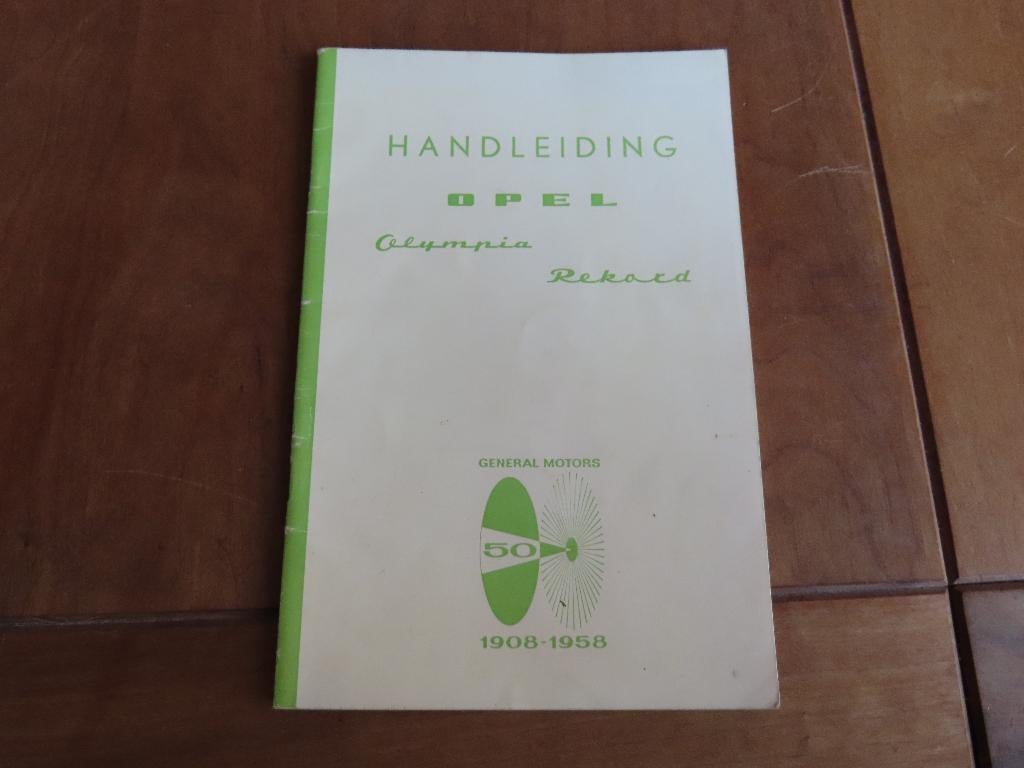 HANDLEIDING
OPEL
Olympia
Rekord
GENERAL MOTORS
50
1908-1958